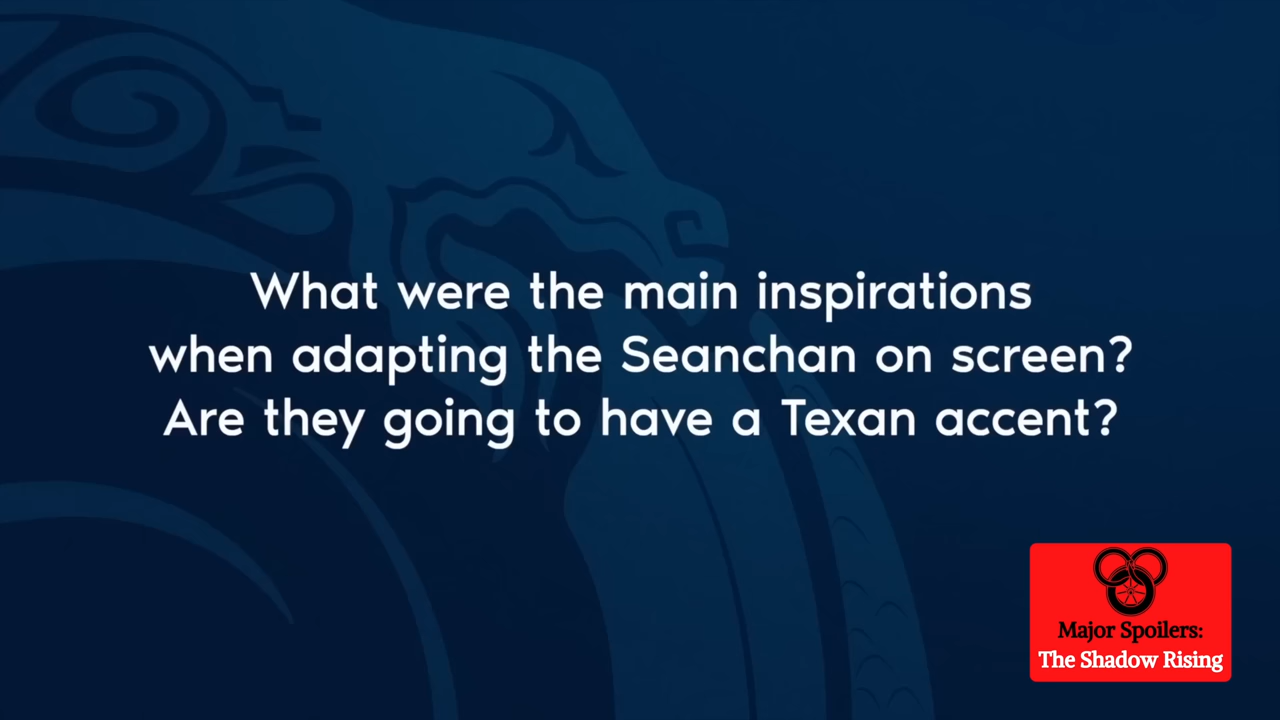 What were the main inspirations
when adapting the Seanchan on screen?
Are they going to have a Texan accent?
Major Spoilers:
The Shadow Rising